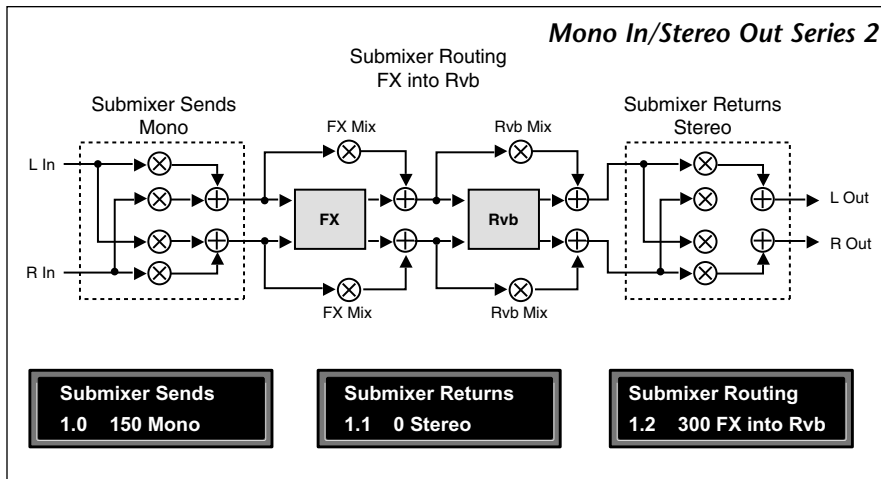 Mono In/Stereo Out Series 2
Submixer Routing
FX into Rvb
Submixer Sends
Mono
Submixer Returns
Stereo
FX Mix
Rvb Mix
L In
FX
Rvb
L Out
R Out
R In
FX Mix
Rvb Mix
Submixer Sends
1.0 150 Mono
Submixer Returns
1.1 0 Stereo
Submixer Routing
1.2 300 FX into Rvb